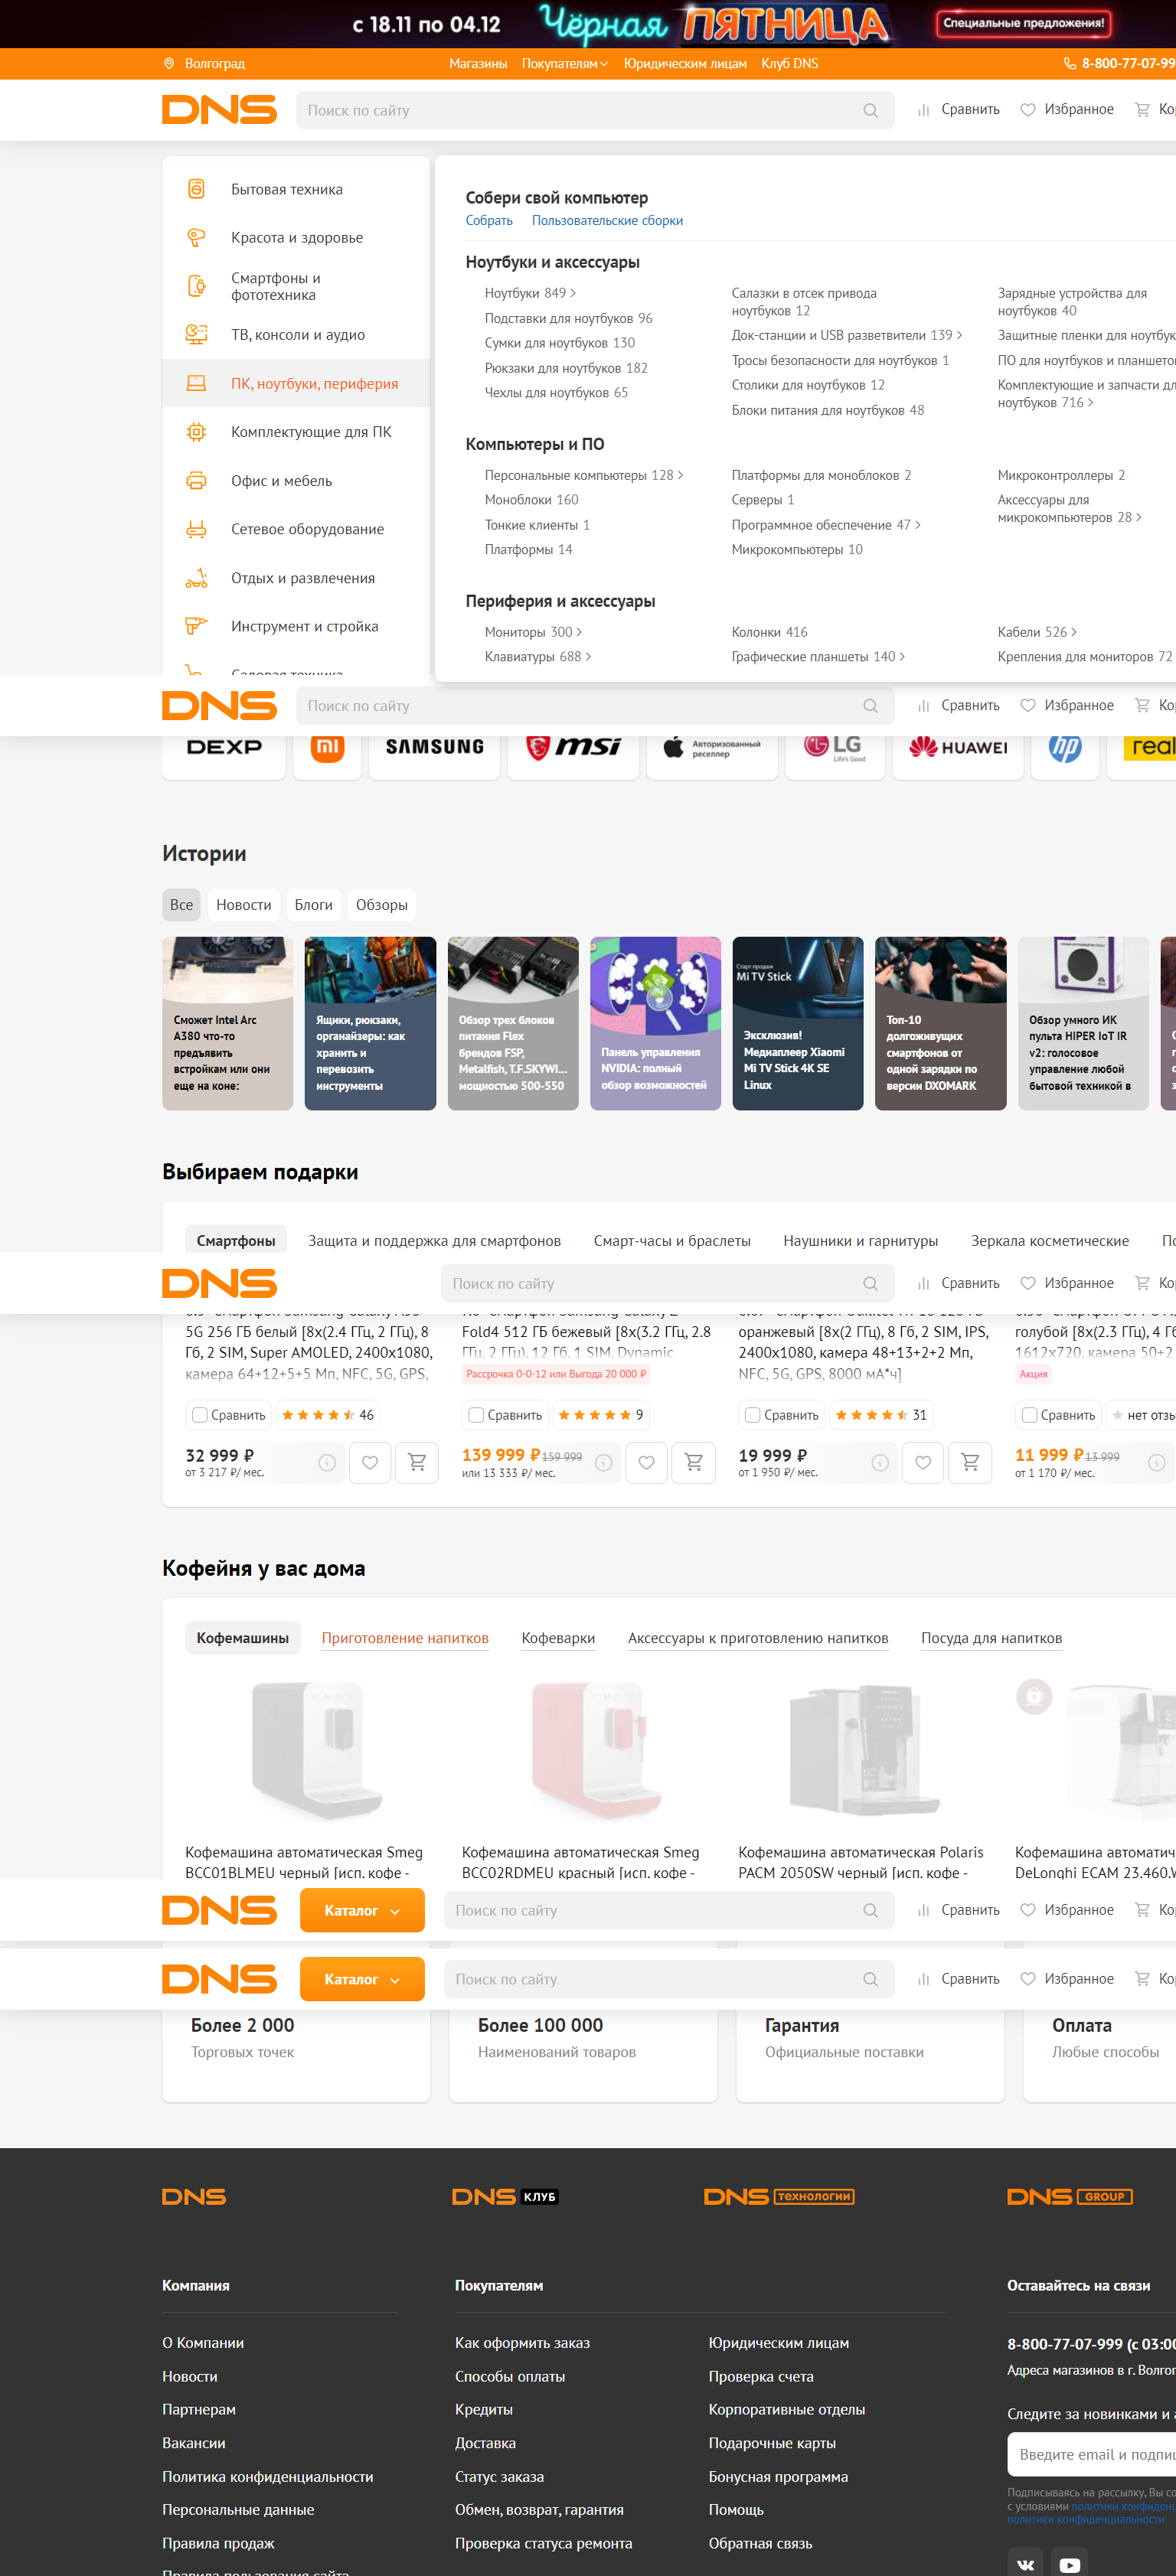 с 18.11 по 04.12 Чёрная ПЯТНИЦА Специальные предложения!
Волгоград Магазины Покупателям Юридическим лицам Клуб DNS 8-800-77-07-99
DNS Поиск по сайту Сравнить Избранное
Бытовая техника
Красота и здоровье
Смартфоны и
фототехника
ТВ, консоли и аудио
ПК, ноутбуки, периферия
Комплектующие для ПК
Офис и мебель
Сетевое оборудование
Отдых и развлечения
Инструмент и стройка
Собери свой компьютер
Собрать Пользовательские сборки
Ноутбуки и аксессуары
Ноутбуки 849
Подставки для ноутбуков 96
Сумки для ноутбуков 130
Рюкзаки для ноутбуков 182
Чехлы для ноутбуков 65
Салазки в отсек привода
ноутбуков 12
Док-станции и USB разветвители 139
Тросы безопасности для ноутбуков 1
Столики для ноутбуков 12
Блоки питания для ноутбуков 48
Зарядные устройства для
ноутбуков 40
Защитные пленки для
ПО для ноутбуков и
Комплектующие и запчасти
ноутбуков 716
Компьютеры и ПО
Персональные компьютеры 128
Моноблоки 160
Тонкие клиенты 1
Платформы 14
Платформы для моноблоков 2
Серверы 1
Программное обеспечение 47
Микрокомпьютеры 10
Микроконтроллеры 2
Аксессуары для
микрокомпьютеров 28
Периферия и аксессуары
Мониторы 300
Клавиатуры 688
Колонки 416
Графические планшеты 140
Кабели 526
Крепления для мониторов 72
DNS Поиск по сайту Сравнить Избранное
DEXP mi SAMSUNG msi Авторизованный реселлер LG Life's Good HUAWEI hp real
Истории
Все Новости Блоги Обзоры
Сможет Intel Arc
A380 что-то
предъявить
встройкам или они
еще на коне:
Ящики, рюкзаки,
органайзеры: как
хранить и
перевозить
инструменты
Обзор трех блоков
питания Flex
брендов FSP,
Metalfish, T.F.SKYWI...
мощностью 500-550
Панель управления
NVIDIA: полный
обзор возможностей
Старт продаж
Mi TV Stick
Эксклюзив!
Медиаплеер Xiaomi
Mi TV Stick 4K SE
Linux
Топ-10
долгоживущих
смартфонов от
одной зарядки по
версии DXOMARK
Обзор умного ИК
пульта HIPER IoT IR
v2: голосовое
управление любой
бытовой техникой в
Выбираем подарки
Смартфоны Защита и поддержка для смартфонов Смарт-часы и браслеты Наушники и гарнитуры Зеркала косметические
DNS Поиск по сайту Сравнить Избранное
5G 256 ГБ белый [8x(2.4 ГГц, 2 ГГц), 8
Гб, 2 SIM, Super AMOLED, 2400x1080,
камера 64+12+5+5 Мп, NFC, 5G, GPS,
Сравнить 46
32 999 ₽
от 3 217 ₽/ мес.
Fold4 512 ГБ бежевый [8x(3.2 ГГц, 2.8
ГГц, 2 ГГц), 12 Гб, 1 SIM, Dynamic
Рассрочка 0-0-12 или Выгода 20 000 ₽
Сравнить 9
139 999 ₽ 159 999
или 13 333 ₽/ мес.
оранжевый [8x(2 ГГц), 8 Гб, 2 SIM, IPS,
2400x1080, камера 48+13+2+2 Мп,
NFC, 5G, GPS, 8000 мА*ч]
Сравнить 31
19 999 ₽
от 1 950 ₽/ мес.
голубой [8x(2.3 ГГц), 4
1612x720, камера 50+2
Акция
Сравнить нет
11 999 ₽ 13 999
от 1 170 ₽/ мес.
Кофейня у вас дома
Кофемашины Приготовление напитков Кофеварки Аксессуары к приготовлению напитков Посуда для напитков
Кофемашина автоматическая Smeg
BCC01BLMEU черный [исп. кофе -
Кофемашина автоматическая Smeg
BCC02RDMEU красный [исп. кофе -
Кофемашина автоматическая Polaris
PACM 2050SW черный [исп. кофе -
Кофемашина
DeLonghi ECAM 23.460.
DNS Каталог Поиск по сайту Сравнить Избранное
DNS Каталог Поиск по сайту Сравнить Избранное
Более 2 000
Торговых точек
Более 100 000
Наименований товаров
Гарантия
Официальные поставки
Оплата
Любые способы
DNS DNS КЛУБ DNS ТЕХНОЛОГИИ DNS GROUP
Компания
О Компании
Новости
Партнерам
Вакансии
Политика конфиденциальности
Персональные данные
Правила продаж
Правила пользования сайта
Покупателям
Как оформить заказ
Способы оплаты
Кредиты
Доставка
Статус заказа
Обмен, возврат, гарантия
Проверка статуса ремонта
Юридическим лицам
Проверка счета
Корпоративные отделы
Подарочные карты
Бонусная программа
Помощь
Обратная связь
Оставайтесь на связи
8-800-77-07-999 (с 03:00
Адреса магазинов в г.
Следите за новинками и
Введите email и
Подписываясь на рассылку, Вы
с условиями политики
политики конфиденциальности